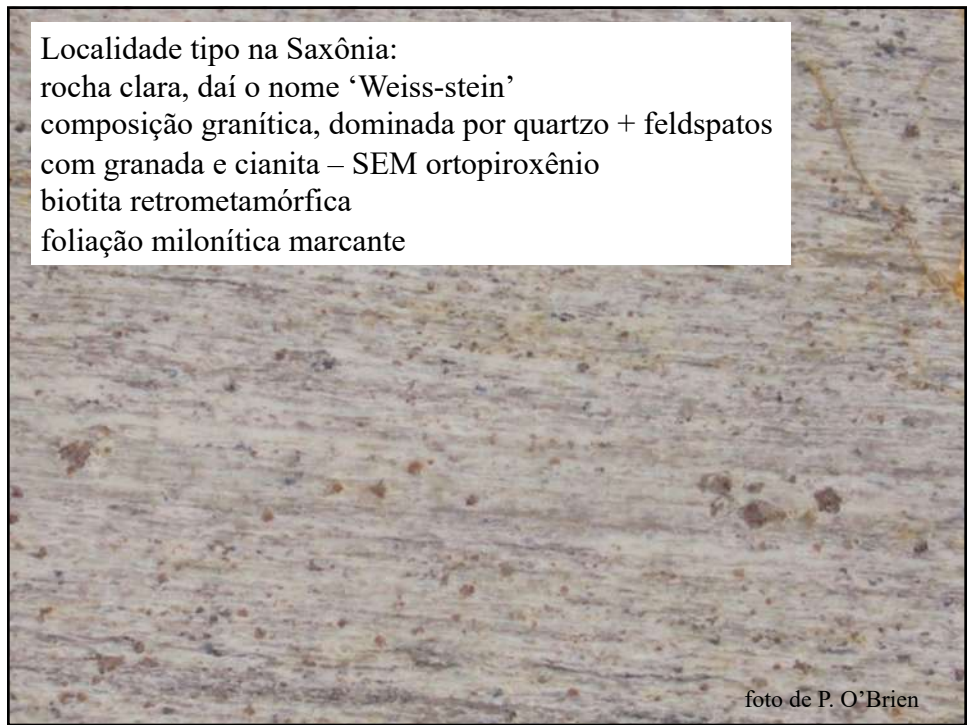 Localidade tipo na Saxônia:
rocha clara, daí o nome ‘Weiss-stein’
composição granítica, dominada por quartzo + feldspatos
com granada e cianita – SEM ortopiroxênio
biotita retrometamórfica
foliação milonítica marcante
foto de P. O’Brien